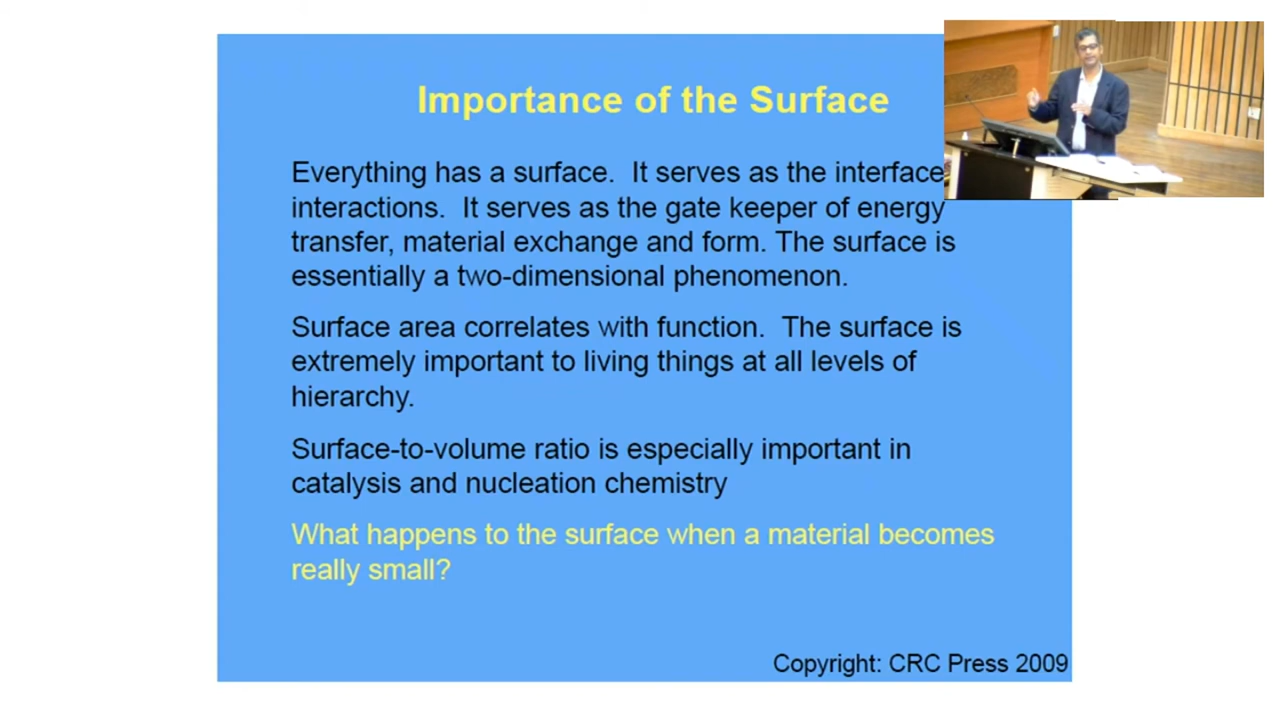 Importance of the Surface
Everything has a surface.  It serves as the interface
interactions.  It serves as the gate keeper of energy
transfer, material exchange and form. The surface is
essentially a two-dimensional phenomenon.
Surface area correlates with function.  The surface is
extremely important to living things at all levels of
hierarchy.
Surface-to-volume ratio is especially important in
catalysis and nucleation chemistry
What happens to the surface when a material becomes
really small?
Copyright: CRC Press 2009